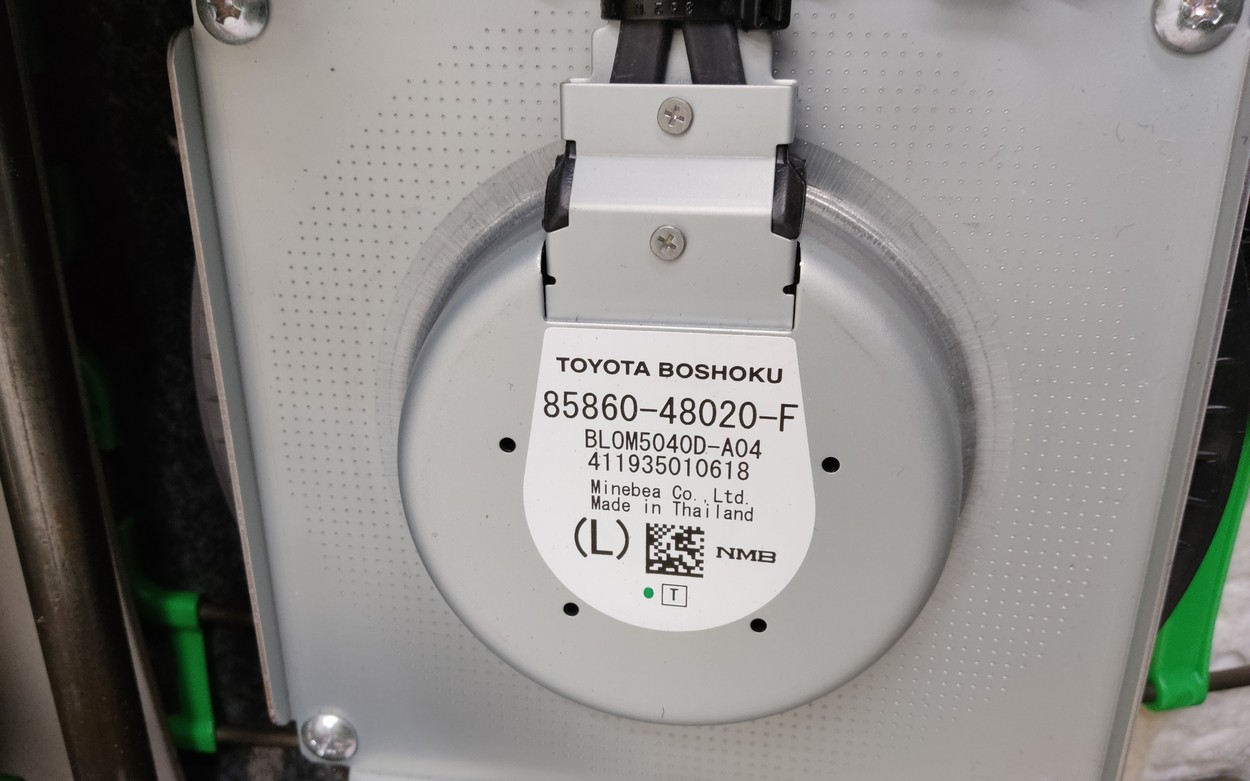 TOYOTA BOSHOKU
85860-48020-F
BLOM5040D-A04
411935010618
Minebea Co.,Ltd.
Made in Thailand
(L)
NMB
T